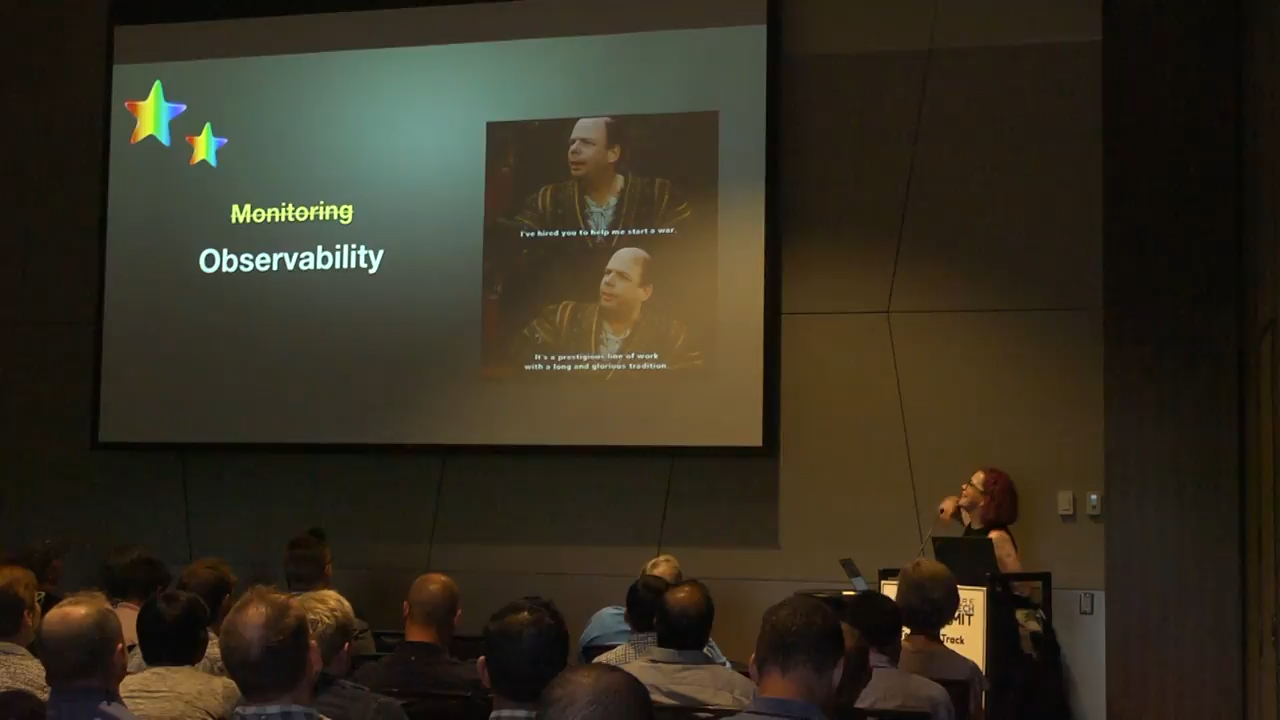 Monitoring
Observability
I've hired you to help me start a war.
It's a prestigious line of work
with a long and glorious tradition.
MIT
Track